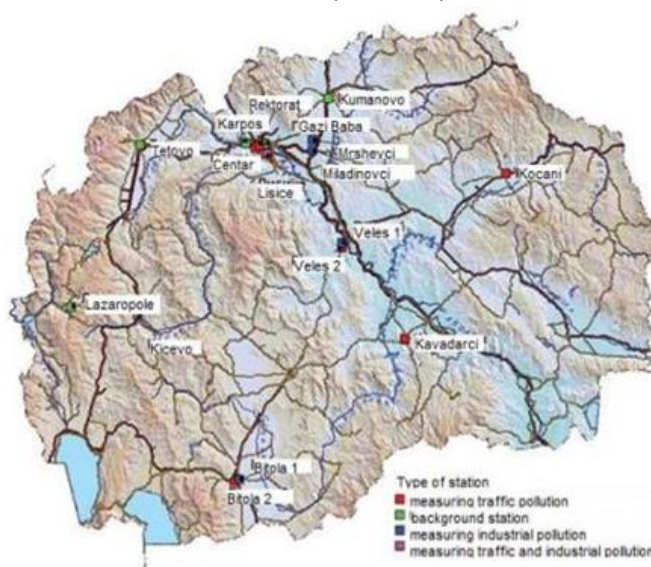 Rektorat
Kumanovo
Karpos
Gazi Baba
Tetovo
Centar
Mrshevci
Miladinovci
Kocani
Lisice
Veles 1
Veles 2
Lazaropole
Kicevo
Kavadarci
Bitola 1
Bitola 2
Type of station
measuring traffic pollution
background station
measuring industrial pollution
measuring traffic and industrial pollution